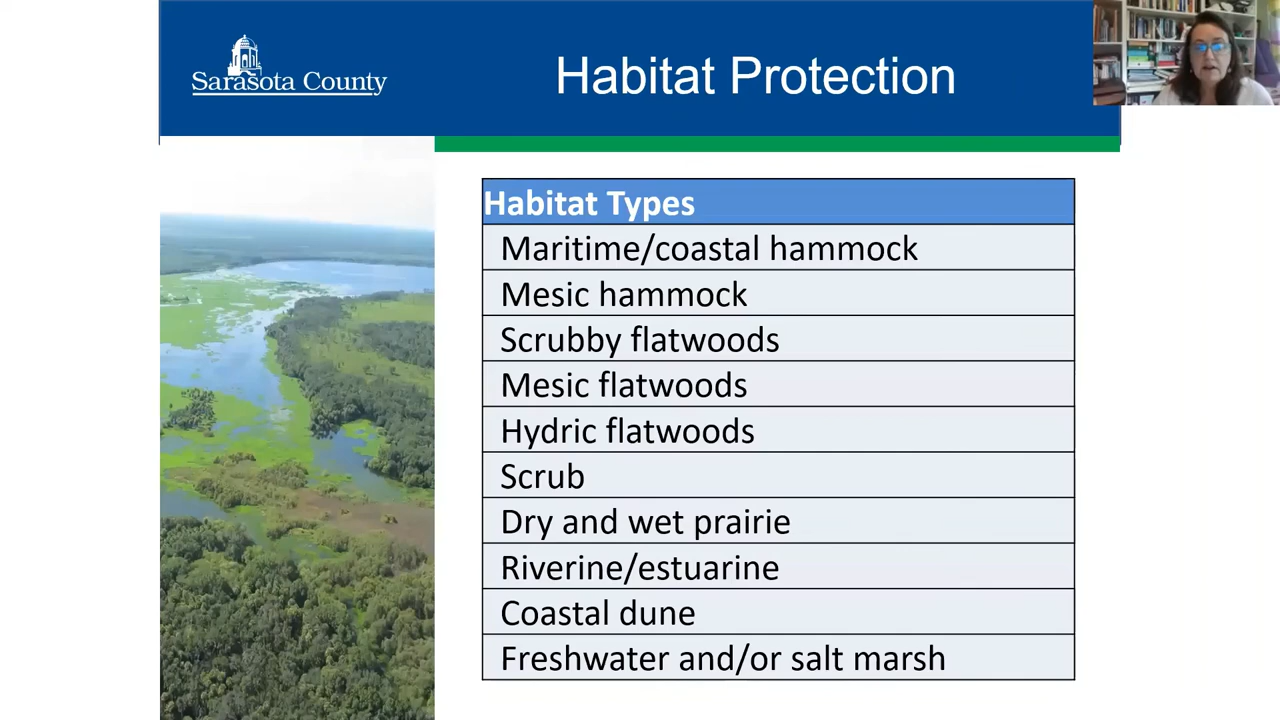 Sarasota County
Habitat Protection
Habitat Types
Maritime/coastal hammock
Mesic hammock
Scrubby flatwoods
Mesic flatwoods
Hydric flatwoods
Scrub
Dry and wet prairie
Riverine/estuarine
Coastal dune
Freshwater and/or salt marsh